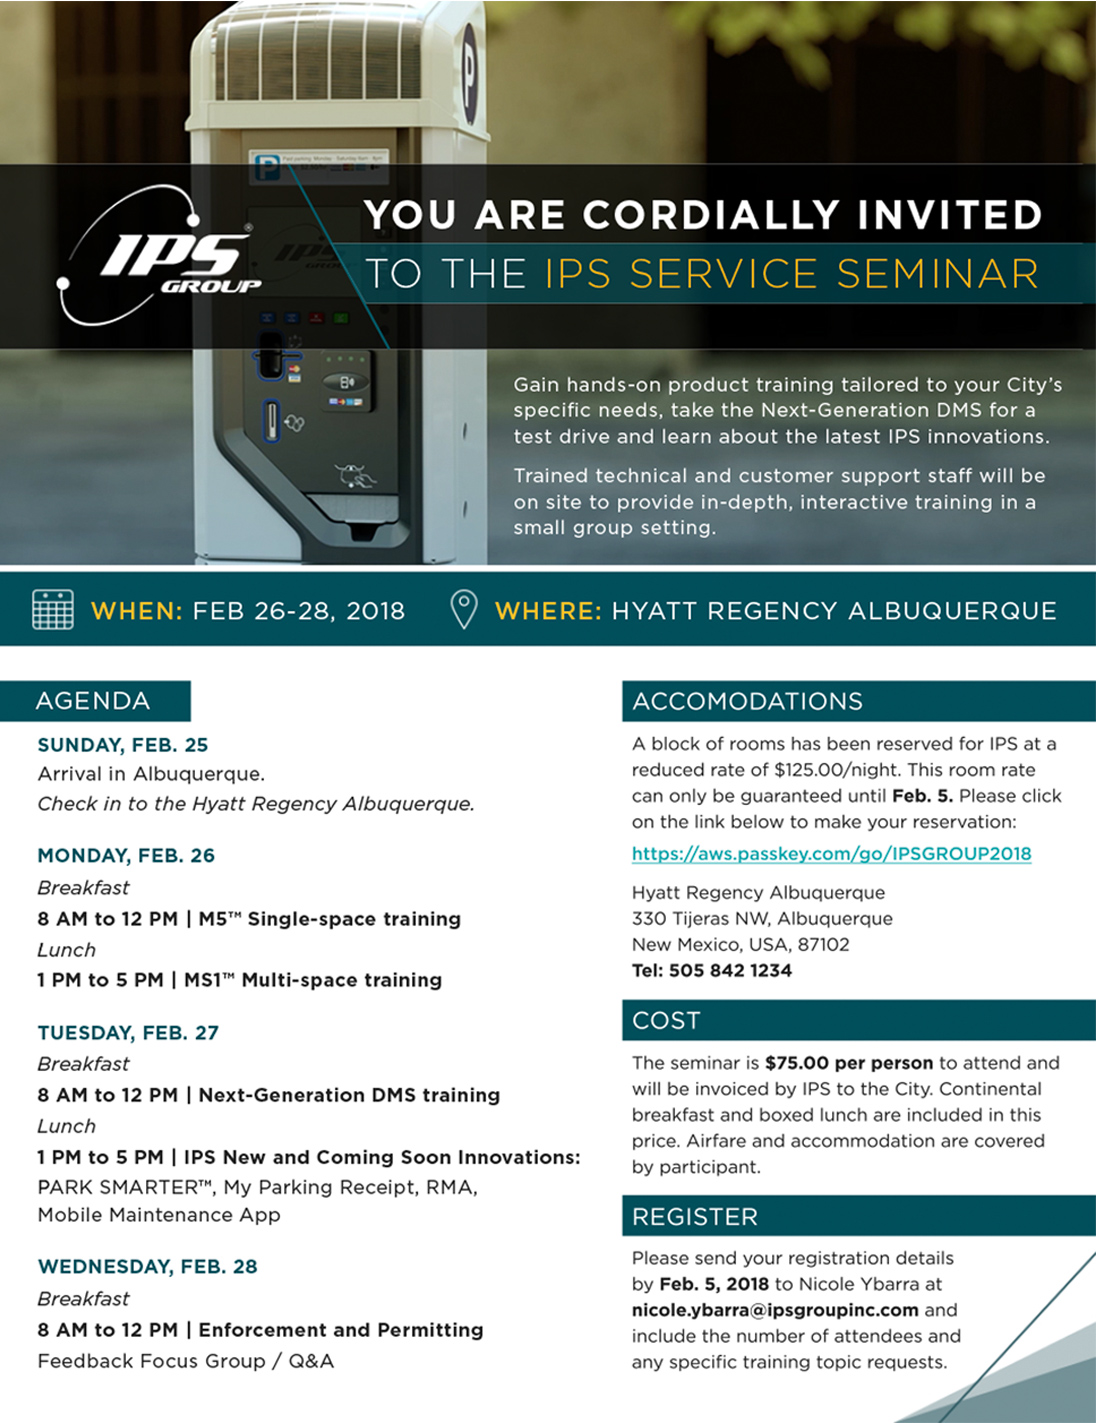 IPS
GROUP
®
P
P
YOU ARE CORDIALLY INVITED
TO THE IPS SERVICE SEMINAR
Gain hands-on product training tailored to your City's
specific needs, take the Next-Generation DMS for a
test drive and learn about the latest IPS innovations.
Trained technical and customer support staff will be
on site to provide in-depth, interactive training in a
small group setting.
WHEN: FEB 26-28, 2018
WHERE: HYATT REGENCY ALBUQUERQUE
AGENDA
SUNDAY, FEB. 25
Arrival in Albuquerque.
Check in to the Hyatt Regency Albuquerque.
MONDAY, FEB. 26
Breakfast
8 AM to 12 PM | M5™ Single-space training
Lunch
1 PM to 5 PM | MS1™ Multi-space training
TUESDAY, FEB. 27
Breakfast
8 AM to 12 PM | Next-Generation DMS training
Lunch
1 PM to 5 PM | IPS New and Coming Soon Innovations:
PARK SMARTER™, My Parking Receipt, RMA,
Mobile Maintenance App
WEDNESDAY, FEB. 28
Breakfast
8 AM to 12 PM | Enforcement and Permitting
Feedback Focus Group / Q&A
ACCOMODATIONS
A block of rooms has been reserved for IPS at a
reduced rate of $125.00/night. This room rate
can only be guaranteed until Feb. 5. Please click
on the link below to make your reservation:
https://aws.passkey.com/go/IPSGROUP2018
Hyatt Regency Albuquerque
330 Tijeras NW, Albuquerque
New Mexico, USA, 87102
Tel: 505 842 1234
COST
The seminar is $75.00 per person to attend and
will be invoiced by IPS to the City. Continental
breakfast and boxed lunch are included in this
price. Airfare and accommodation are covered
by participant.
REGISTER
Please send your registration details
by Feb. 5, 2018 to Nicole Ybarra at
nicole.ybarra@ipsgroupinc.com and
include the number of attendees and
any specific training topic requests.